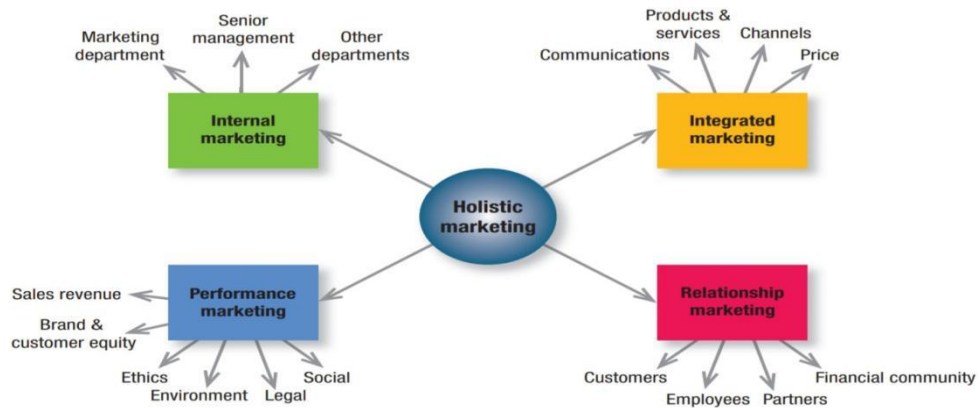 Marketing
department
Senior
management
Other
departments
Internal
marketing
Communications
Products &
services
Channels
Price
Integrated
marketing
Holistic
marketing
Sales revenue
Brand &
customer equity
Performance
marketing
Ethics
Environment
Legal
Social
Relationship
marketing
Customers
Employees
Partners
Financial community